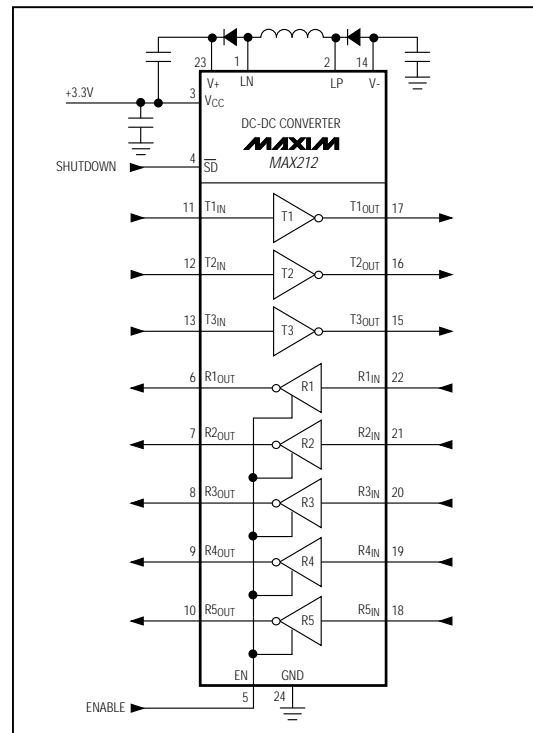 23 1 2 14
V+ LN LP V-
+3.3V 3 VCC
DC-DC CONVERTER
MAXIM
MAX212
SHUTDOWN 4 SD
11 T1IN T1 T1OUT 17
12 T2IN T2 T2OUT 16
13 T3IN T3 T3OUT 15
6 R1OUT R1 R1IN 22
7 R2OUT R2 R2IN 21
8 R3OUT R3 R3IN 20
9 R4OUT R4 R4IN 19
10 R5OUT R5 R5IN 18
EN GND
ENABLE 5 24